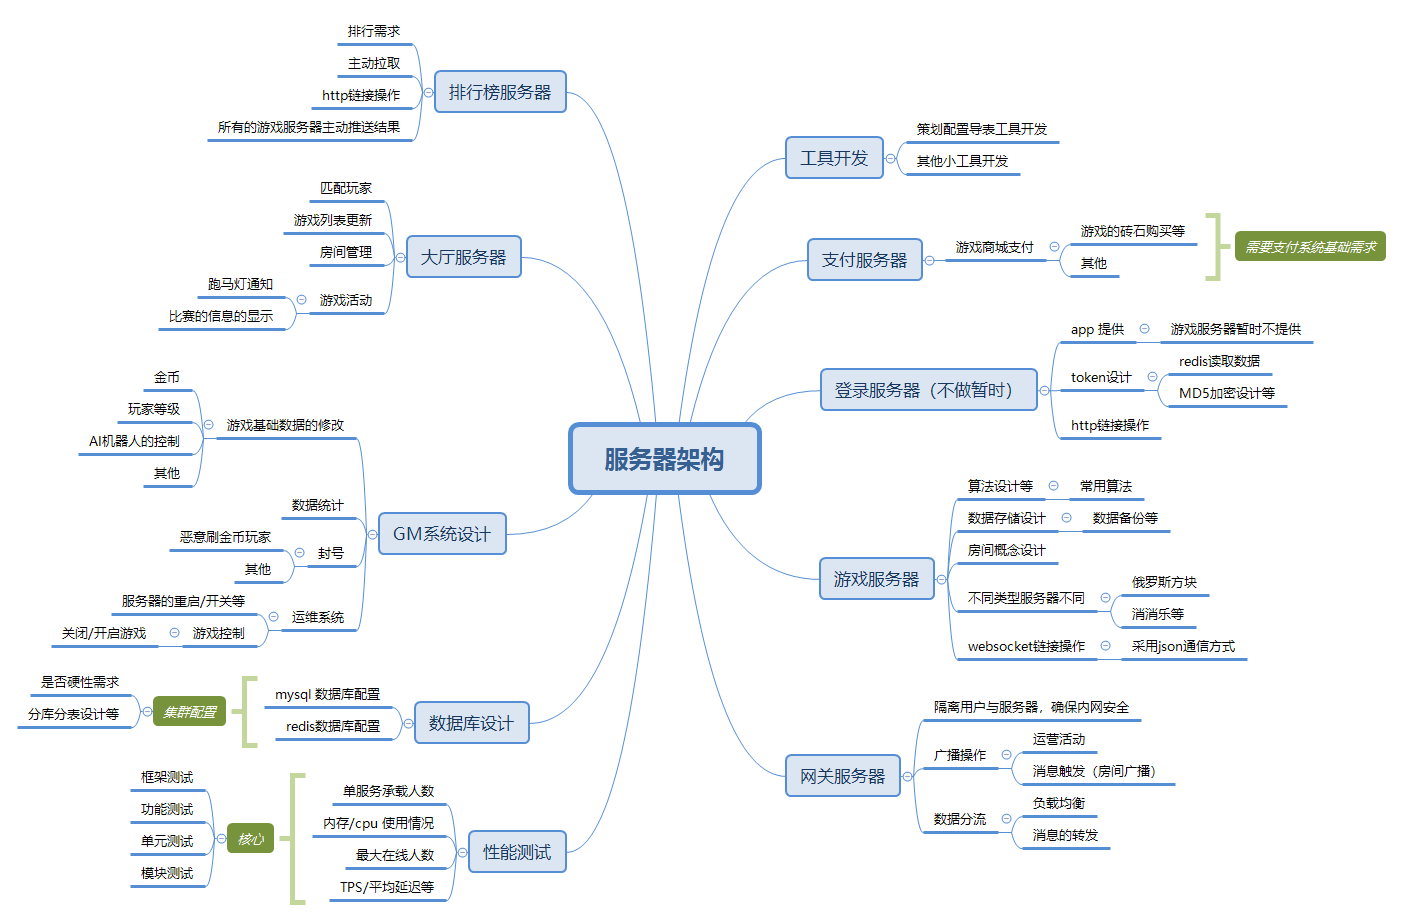 服务器架构
排行榜服务器
排行需求
主动拉取
http链接操作
所有的游戏服务器主动推送结果
大厅服务器
匹配玩家
游戏列表更新
房间管理
游戏活动
跑马灯通知
比赛的信息的显示
GM系统设计
游戏基础数据的修改
金币
玩家等级
AI机器人的控制
其他
数据统计
封号
恶意刷金币玩家
其他
运维系统
服务器的重启/开关等
游戏控制
关闭/开启游戏
数据库设计
mysql 数据库配置
redis数据库配置
集群配置
是否硬性需求
分库分表设计等
性能测试
单服务承载人数
内存/cpu 使用情况
最大在线人数
TPS/平均延迟等
核心
框架测试
功能测试
单元测试
模块测试
工具开发
策划配置导表工具开发
其他小工具开发
支付服务器
游戏商城支付
游戏的砖石购买等
其他
需要支付系统基础需求
登录服务器（不做暂时）
app 提供
游戏服务器暂时不提供
token设计
redis读取数据
MD5加密设计等
http链接操作
游戏服务器
算法设计等
常用算法
数据存储设计
数据备份等
房间概念设计
不同类型服务器不同
俄罗斯方块
消消乐等
websocket链接操作
采用json通信方式
网关服务器
隔离用户与服务器，确保内网安全
广播操作
运营活动
消息触发（房间广播）
数据分流
负载均衡
消息的转发